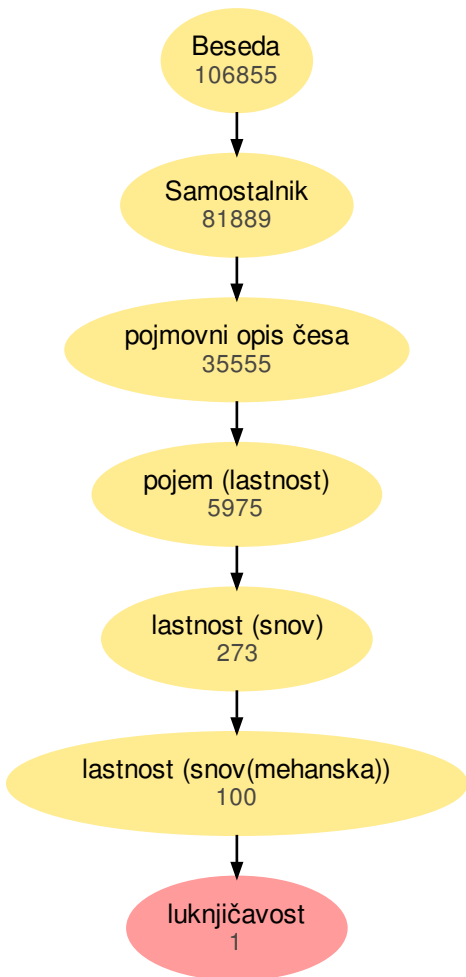 Beseda
106855
Samostalnik
81889
pojmovni opis česa
35555
pojem (lastnost)
5975
lastnost (snov)
273
lastnost (snov(mehanska))
100
luknjičavost
1